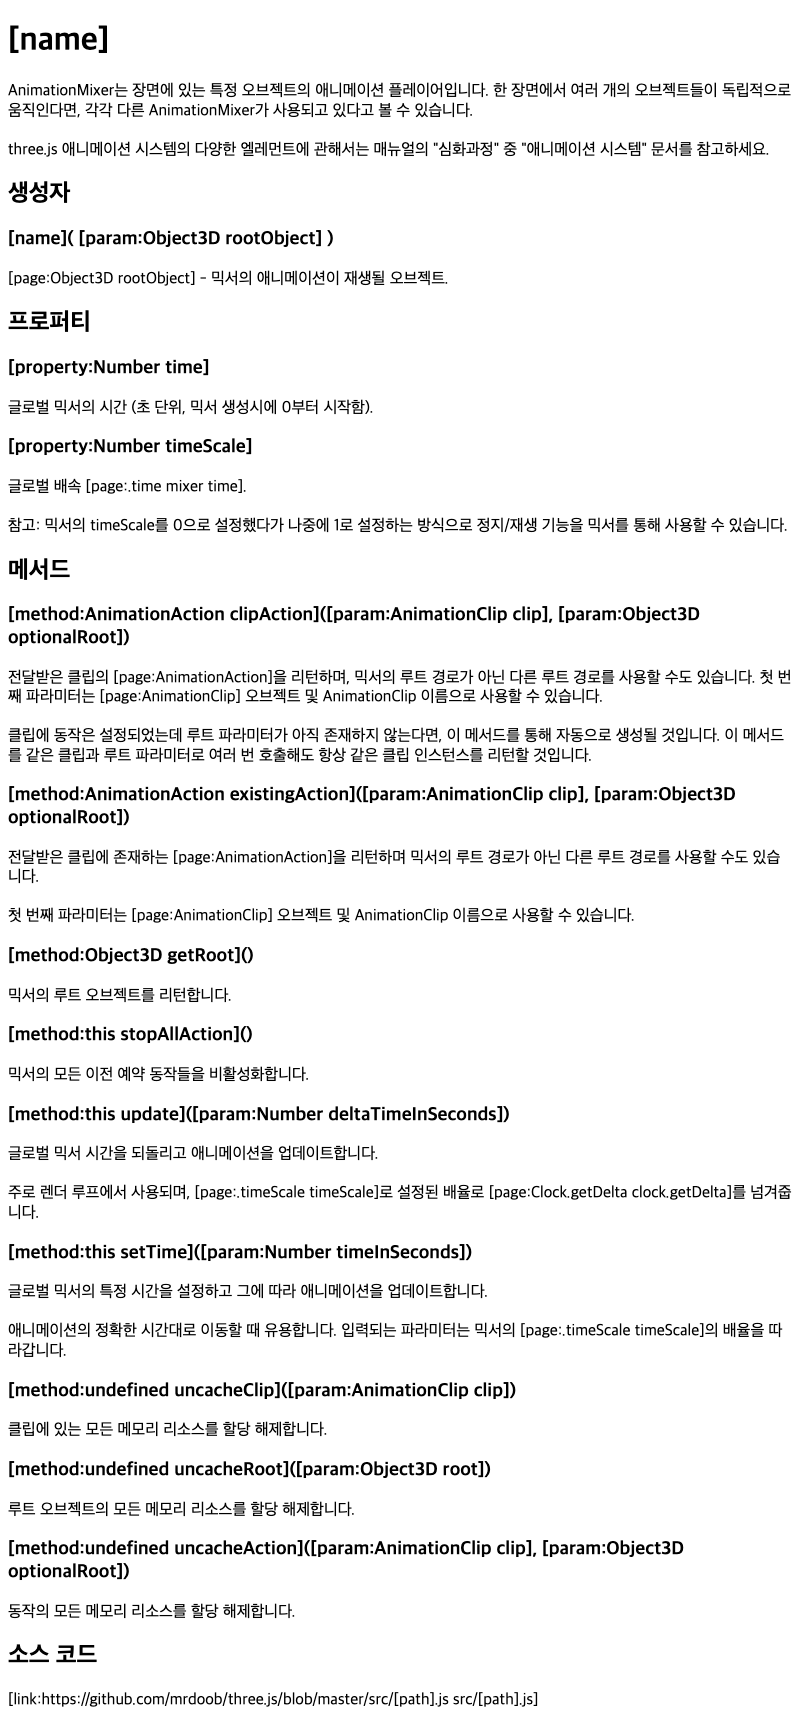 [name]
AnimationMixer는 장면에 있는 특정 오브젝트의 애니메이션 플레이어입니다. 한 장면에서 여러 개의 오브젝트들이 독립적으로
움직인다면, 각각 다른 AnimationMixer가 사용되고 있다고 볼 수 있습니다.
three.js 애니메이션 시스템의 다양한 엘레먼트에 관해서는 매뉴얼의 "심화과정" 중 "애니메이션 시스템" 문서를 참고하세요.
생성자
[name]( [param:Object3D rootObject] )
[page:Object3D rootObject] - 믹서의 애니메이션이 재생될 오브젝트.
프로퍼티
[property:Number time]
글로벌 믹서의 시간 (초 단위, 믹서 생성시에 0부터 시작함).
[property:Number timeScale]
글로벌 배속 [page:.time mixer time].
참고: 믹서의 timeScale를 0으로 설정했다가 나중에 1로 설정하는 방식으로 정지/재생 기능을 믹서를 통해 사용할 수 있습니다.
메서드
[method:AnimationAction clipAction]([param:AnimationClip clip], [param:Object3D
optionalRoot])
전달받은 클립의 [page:AnimationAction]을 리턴하며, 믹서의 루트 경로가 아닌 다른 루트 경로를 사용할 수도 있습니다. 첫 번
째 파라미터는 [page:AnimationClip] 오브젝트 및 AnimationClip 이름으로 사용할 수 있습니다.
클립에 동작은 설정되었는데 루트 파라미터가 아직 존재하지 않는다면, 이 메서드를 통해 자동으로 생성될 것입니다. 이 메서드
를 같은 클립과 루트 파라미터로 여러 번 호출해도 항상 같은 클립 인스턴스를 리턴할 것입니다.
[method:AnimationAction existingAction]([param:AnimationClip clip], [param:Object3D
optionalRoot])
전달받은 클립에 존재하는 [page:AnimationAction]을 리턴하며 믹서의 루트 경로가 아닌 다른 루트 경로를 사용할 수도 있습
니다.
첫 번째 파라미터는 [page:AnimationClip] 오브젝트 및 AnimationClip 이름으로 사용할 수 있습니다.
[method:Object3D getRoot]()
믹서의 루트 오브젝트를 리턴합니다.
[method:this stopAllAction]()
믹서의 모든 이전 예약 동작들을 비활성화합니다.
[method:this update]([param:Number deltaTimeInSeconds])
글로벌 믹서 시간을 되돌리고 애니메이션을 업데이트합니다.
주로 렌더 루프에서 사용되며, [page:.timeScale timeScale]로 설정된 배율로 [page:Clock.getDelta clock.getDelta]를 넘겨줍
니다.
[method:this setTime]([param:Number timeInSeconds])
글로벌 믹서의 특정 시간을 설정하고 그에 따라 애니메이션을 업데이트합니다.
애니메이션의 정확한 시간대로 이동할 때 유용합니다. 입력되는 파라미터는 믹서의 [page:.timeScale timeScale]의 배율을 따
라갑니다.
[method:undefined uncacheClip]([param:AnimationClip clip])
클립에 있는 모든 메모리 리소스를 할당 해제합니다.
[method:undefined uncacheRoot]([param:Object3D root])
루트 오브젝트의 모든 메모리 리소스를 할당 해제합니다.
[method:undefined uncacheAction]([param:AnimationClip clip], [param:Object3D
optionalRoot])
동작의 모든 메모리 리소스를 할당 해제합니다.
소스 코드
[link:https://github.com/mrdoob/three.js/blob/master/src/[path].js src/[path].js]